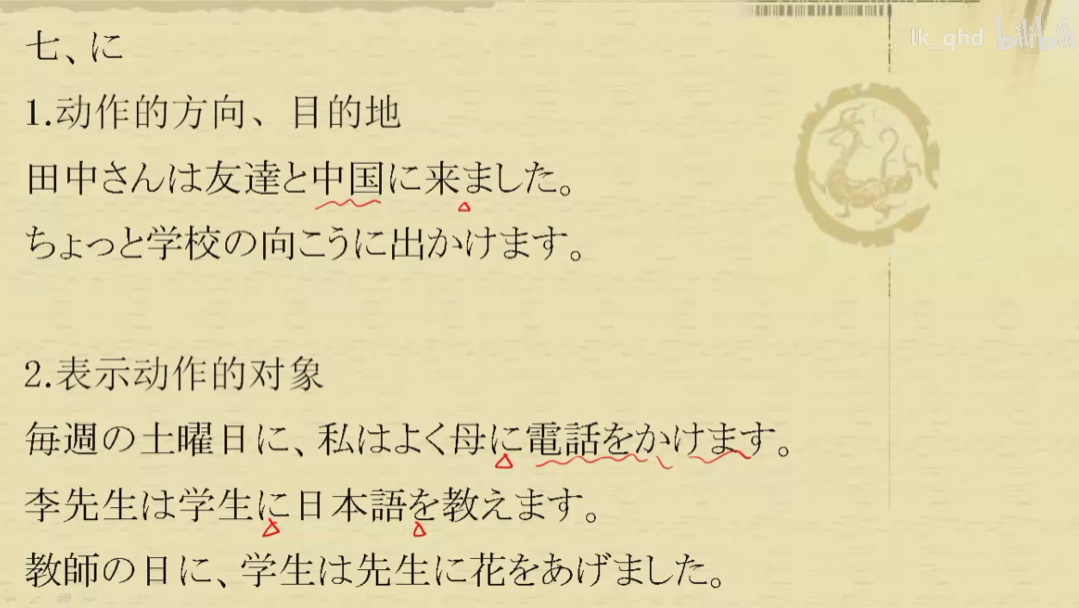 lk_qhd bilibili
七、に
1.动作的方向、目的地
田中さんは友達と中国に来ました。
ちょっと学校の向こうに出かけます。
2.表示动作的对象
毎週の土曜日に、私はよく母に電話をかけます。
李先生は学生に日本語を教えます。
教師の日に、学生は先生に花をあげました。